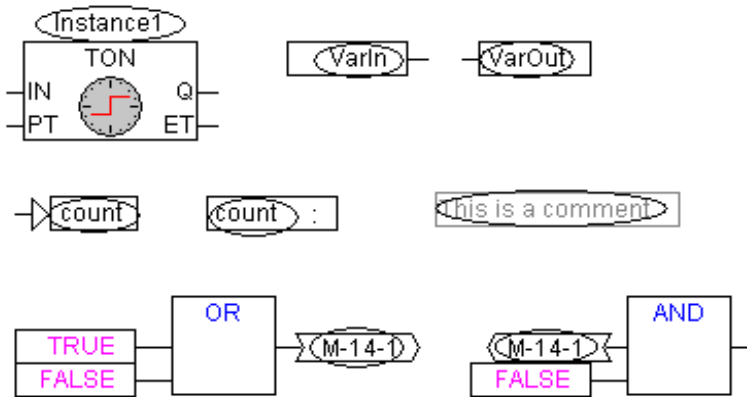 Instance1
TON
IN Q
PT ET
VarIn
VarOut
count
count :
This is a comment
OR
TRUE
FALSE
M-14-1
AND
M-14-1
FALSE